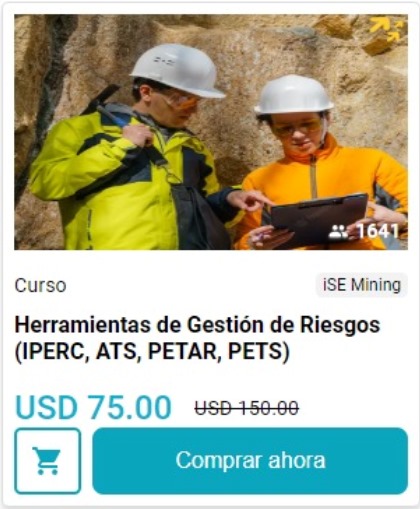 1641
Curso
iSE Mining
Herramientas de Gestión de Riesgos
(IPERC, ATS, PETAR, PETS)
USD 75.00 USD 150.00
Comprar ahora